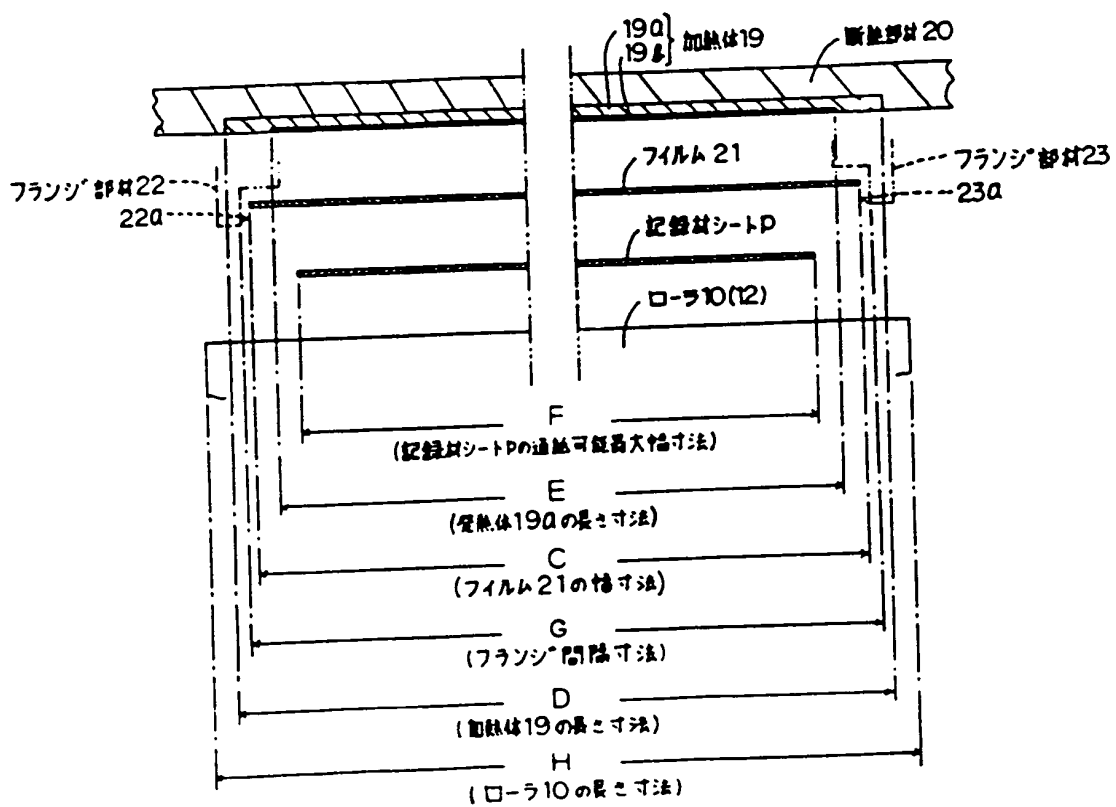 19a
19b
加熱体19
断熱部材20
フランジ部材22
22a
フィルム21
フランジ部材23
23a
記録材シートP
ローラ10(12)
F
(記録材シートPの通紙可能最大幅寸法)
E
(発熱体19aの長さ寸法)
C
(フィルム21の幅寸法)
G
(フランジ間隔寸法)
D
(加熱体19の長さ寸法)
H
(ローラ10の長さ寸法)